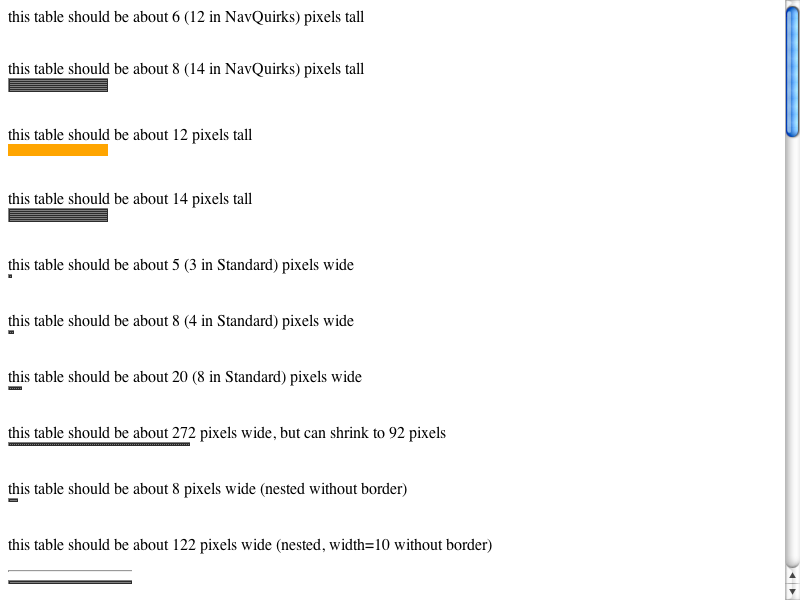 this table should be about 6 (12 in NavQuirks) pixels tall
this table should be about 8 (14 in NavQuirks) pixels tall
this table should be about 12 pixels tall
this table should be about 14 pixels tall
this table should be about 5 (3 in Standard) pixels wide
this table should be about 8 (4 in Standard) pixels wide
this table should be about 20 (8 in Standard) pixels wide
this table should be about 272 pixels wide, but can shrink to 92 pixels
this table should be about 8 pixels wide (nested without border)
this table should be about 122 pixels wide (nested, width=10 without border)